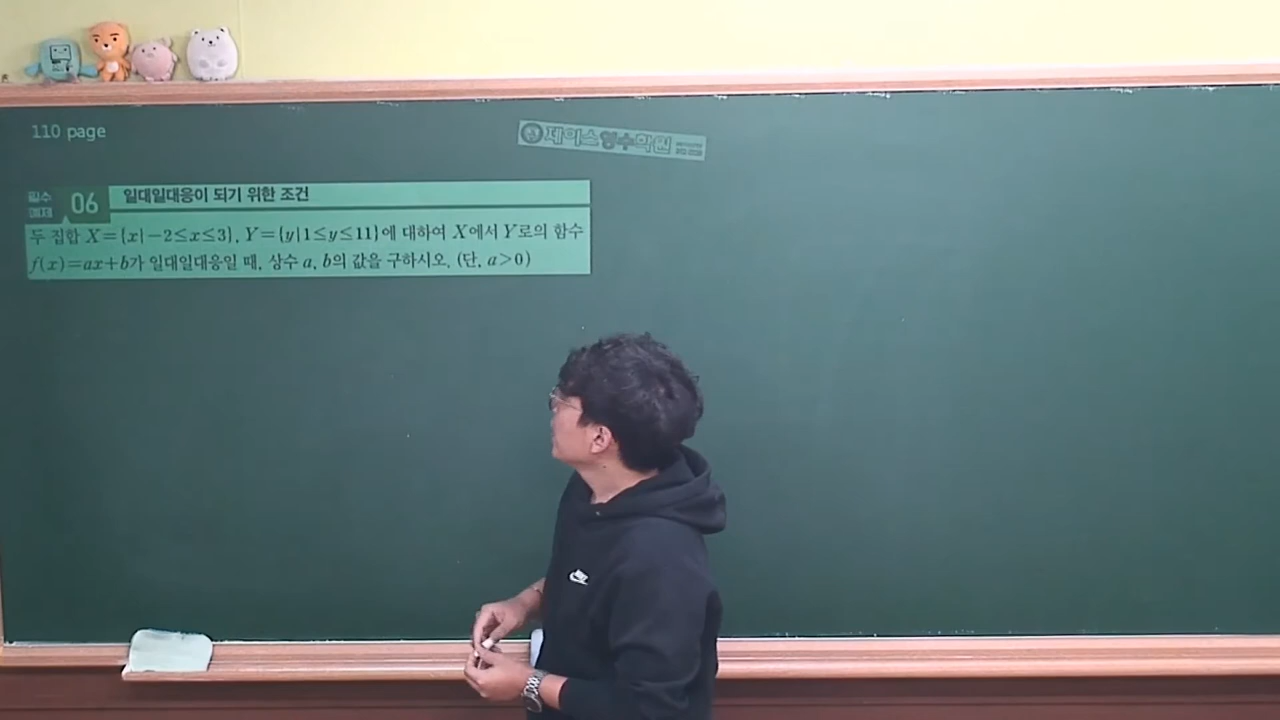 110 page
제이스영수학원
필수 예제 06 일대일대응이 되기 위한 조건
두 집합 X={x|−2≤x≤3}, Y={y|1≤y≤11}에 대하여 X에서 Y로의 함수
f(x)=ax+b가 일대일대응일 때, 상수 a, b의 값을 구하시오. (단, a>0)